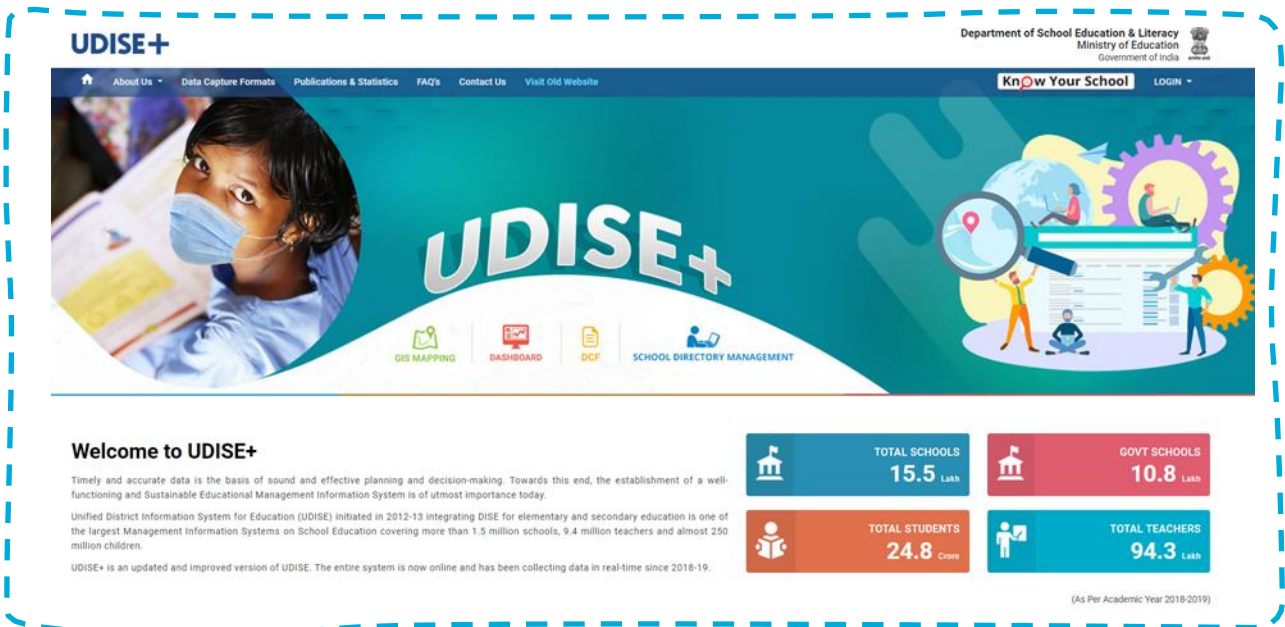 UDISE+
Department of School Education & Literacy
Ministry of Education
Government of India
About Us
Data Capture Formats
Publications & Statistics
FAQ's
Contact Us
Visit Old Website
Know Your School
LOGIN
UDISE+
GIS MAPPING
DASHBOARD
DCF
SCHOOL DIRECTORY MANAGEMENT
Welcome to UDISE+
Timely and accurate data is the basis of sound and effective planning and decision-making. Towards this end, the establishment of a well-
functioning and Sustainable Educational Management Information System is of utmost importance today.
Unified District Information System for Education (UDISE) initiated in 2012-13 integrating DISE for elementary and secondary education is one of
the largest Management Information Systems on School Education covering more than 1.5 million schools, 9.4 million teachers and almost 250
million children.
UDISE+ is an updated and improved version of UDISE. The entire system is now online and has been collecting data in real-time since 2018-19.
TOTAL SCHOOLS
15.5 Lakh
GOVT SCHOOLS
10.8 Lakh
TOTAL STUDENTS
24.8 Crore
TOTAL TEACHERS
94.3 Lakh
(As Per Academic Year 2018-2019)